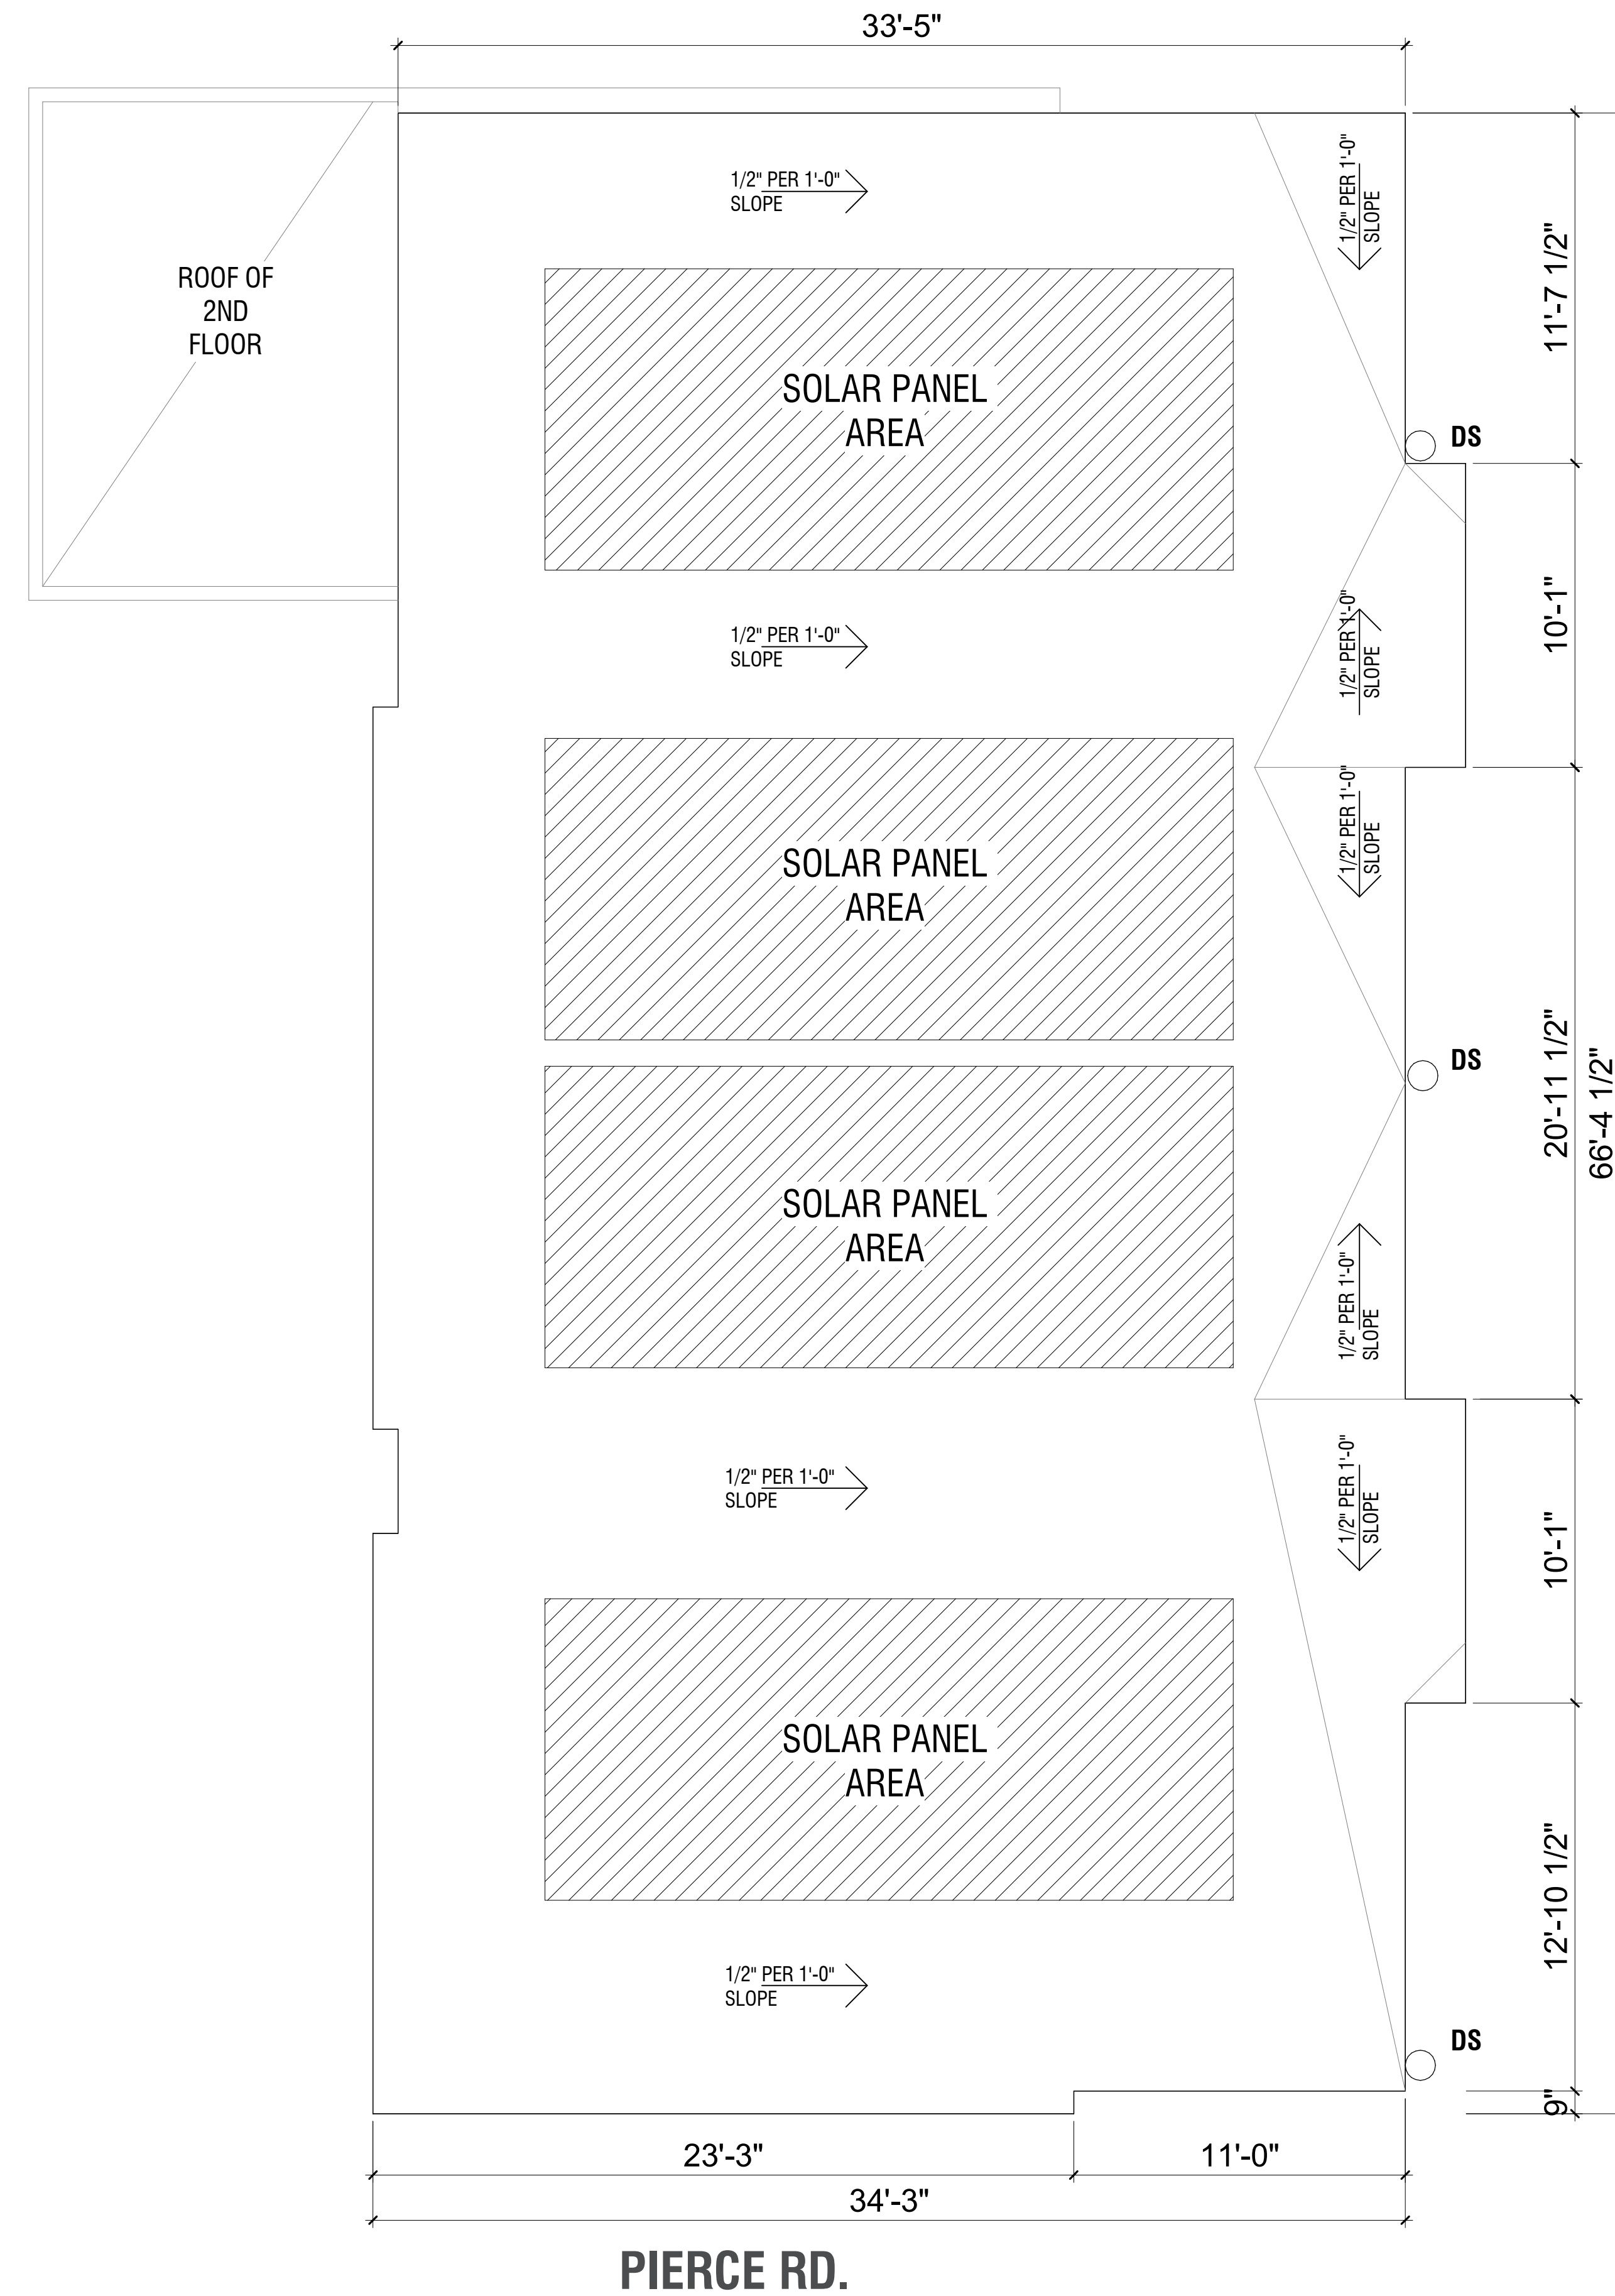 33'-5"
1/2" PER 1'-0"
SLOPE
1/2" PER 1'-0"
SLOPE
ROOF OF
2ND
FLOOR
11'-7 1/2"
SOLAR PANEL
AREA
DS
1/2" PER 1'-0"
SLOPE
1/2" PER 1'-0"
SLOPE
10'-1"
1/2" PER 1'-0"
SLOPE
SOLAR PANEL
AREA
DS
20'-11 1/2"
66'-4 1/2"
SOLAR PANEL
AREA
1/2" PER 1'-0"
SLOPE
1/2" PER 1'-0"
SLOPE
1/2" PER 1'-0"
SLOPE
10'-1"
SOLAR PANEL
AREA
12'-10 1/2"
1/2" PER 1'-0"
SLOPE
DS
9"
23'-3"
11'-0"
34'-3"
PIERCE RD.